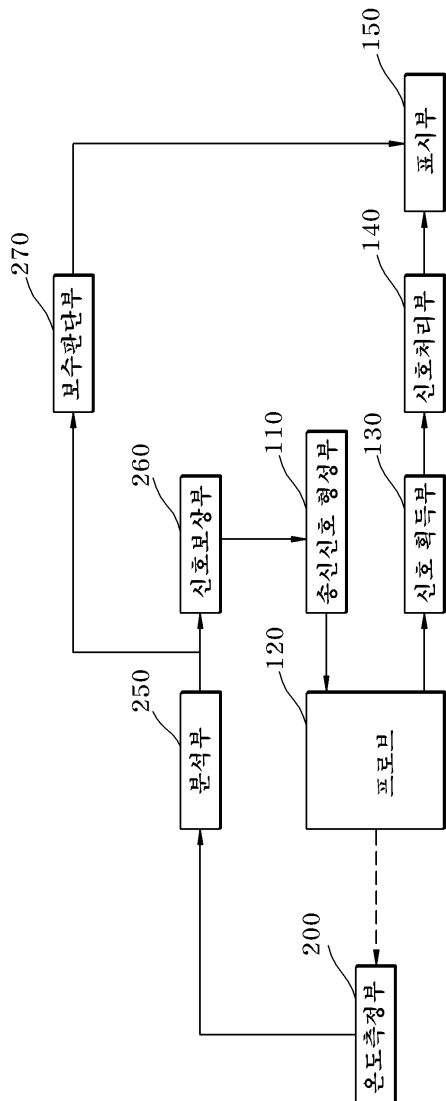 270
보수판단부
260
신호보상부
250
분석부
110
송신신호 형성부
120
프로브
200
온도측정부
130
신호 획득부
140
신호처리부
150
표시부